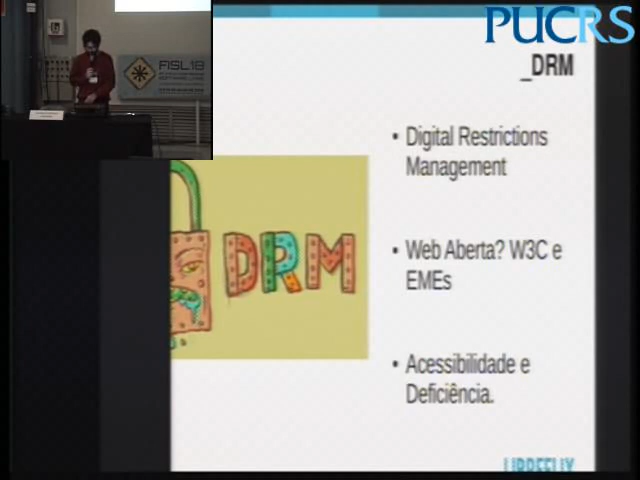 PUCRS
FISL18
_DRM
• Digital Restrictions
Management
DRM
• Web Aberta? W3C e
EMEs
• Acessibilidade e
Deficiência.